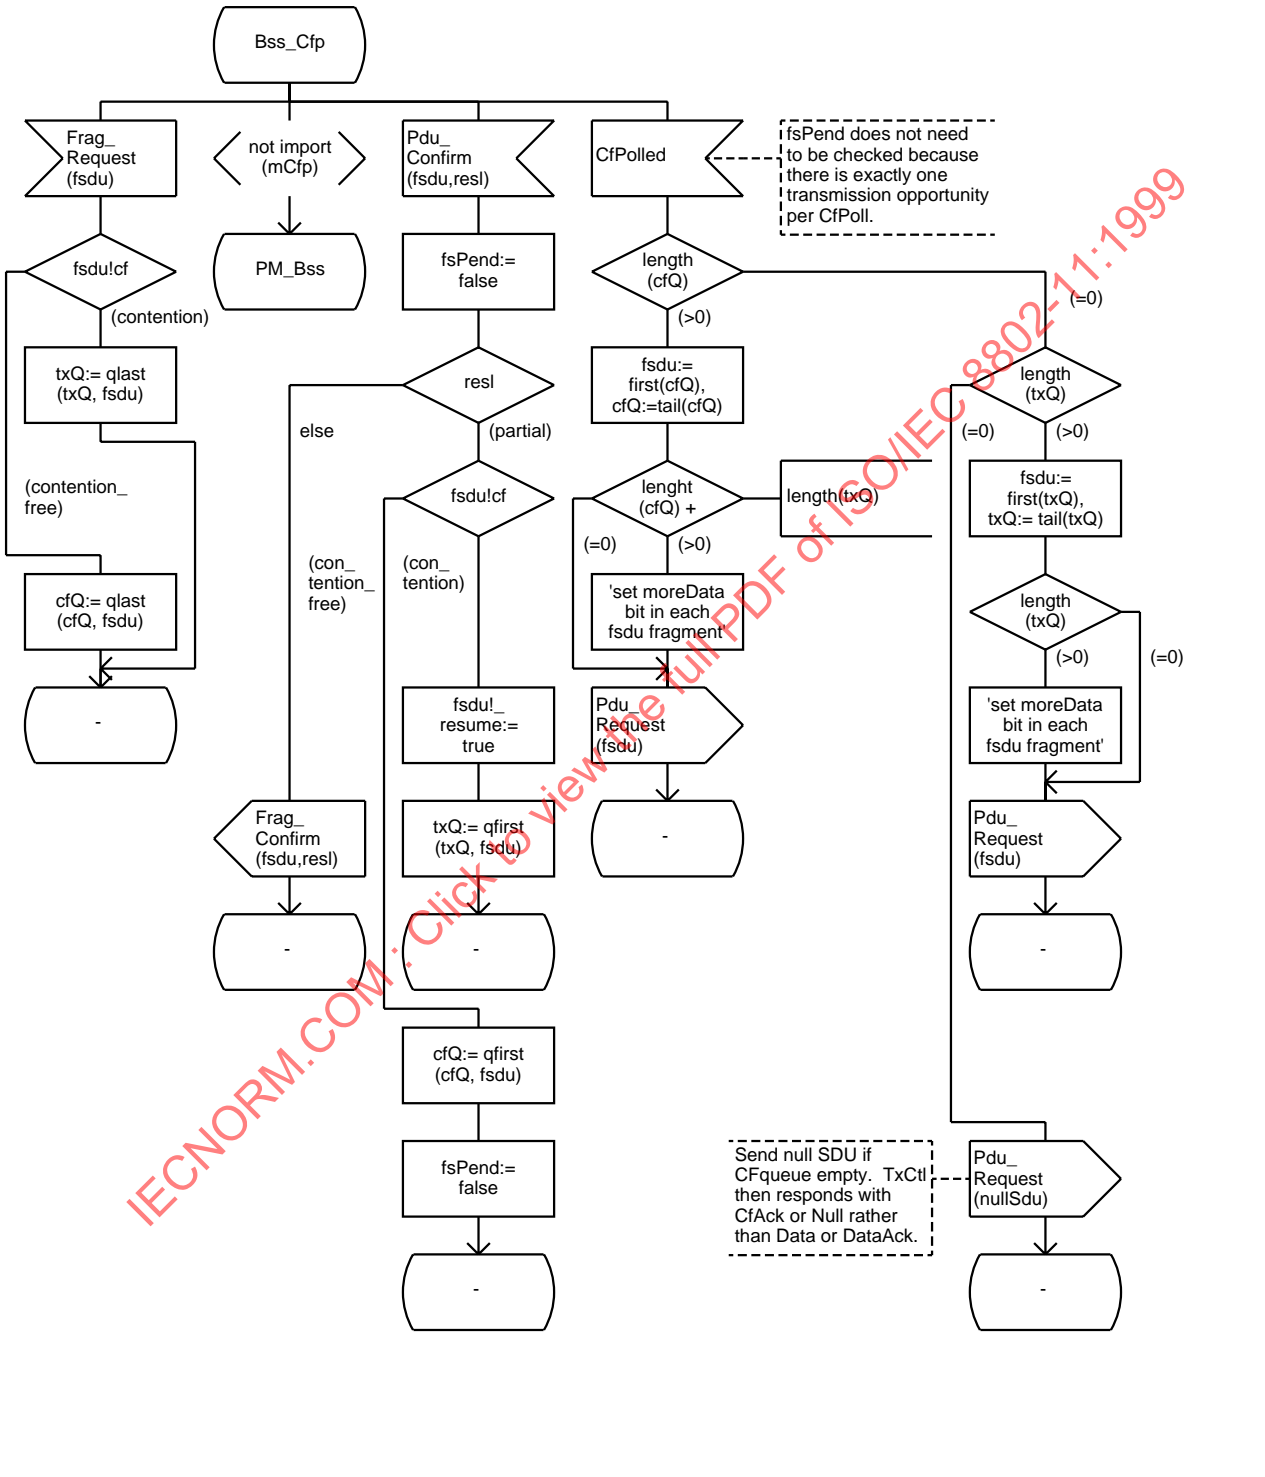 Bss_Cfp
Frag_
Request
(fsdu)
not import
(mCfp)
Pdu_
Confirm
(fsdu,resl)
CfPolled
fsPend does not need
to be checked because
there is exactly one
transmission opportunity
per CfPoll.
fsdu!cf
(contention)
PM_Bss
fsPend:=
false
length
(cfQ)
(>0)
(=0)
txQ:= qlast
(txQ, fsdu)
resl
else
(partial)
fsdu:=
first(cfQ),
cfQ:=tail(cfQ)
length
(txQ)
(=0)
(>0)
(contention_
free)
fsdu!cf
(con_
tention_
free)
(con_
tention)
lenght
(cfQ) +
length(txQ)
(=0)
(>0)
fsdu:=
first(txQ),
txQ:= tail(txQ)
cfQ:= qlast
(cfQ, fsdu)
'set moreData
bit in each
fsdu fragment'
length
(txQ)
(>0)
(=0)
-
fsdu!_
resume:=
true
Pdu_
Request
(fsdu)
'set moreData
bit in each
fsdu fragment'
Frag_
Confirm
(fsdu,resl)
txQ:= qfirst
(txQ, fsdu)
-
Pdu_
Request
(fsdu)
-
-
-
cfQ:= qfirst
(cfQ, fsdu)
fsPend:=
false
Send null SDU if
CFqueue empty.  TxCtl
then responds with
CfAck or Null rather
than Data or DataAck.
Pdu_
Request
(nullSdu)
-
-
IECNORM.COM : Click to view the full PDF of ISO/IEC 8802-11:1999